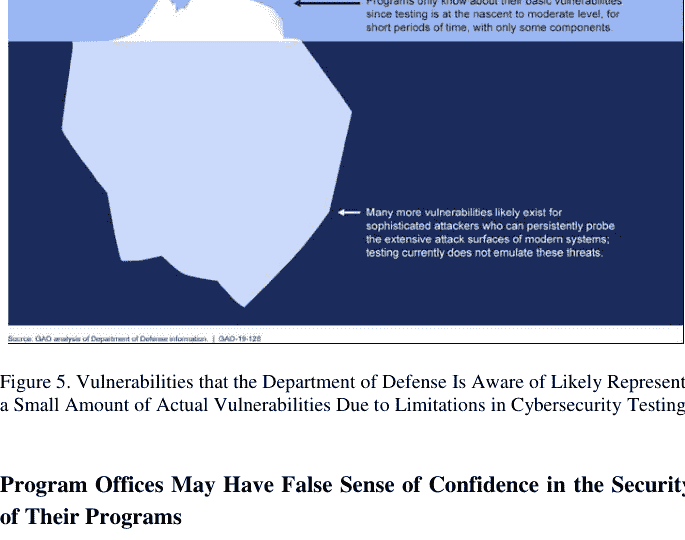 Programs only know about their basic vulnerabilities
since testing is at the nascent to moderate level, for
short periods of time, with only some components.
Many more vulnerabilities likely exist for
sophisticated attackers who can persistently probe
the extensive attack surfaces of modern systems;
testing currently does not emulate these threats.
Source: GAO analysis of Department of Defense information. | GAO-19-128
Figure 5. Vulnerabilities that the Department of Defense Is Aware of Likely Represent
a Small Amount of Actual Vulnerabilities Due to Limitations in Cybersecurity Testing
Program Offices May Have False Sense of Confidence in the Security
of Their Programs